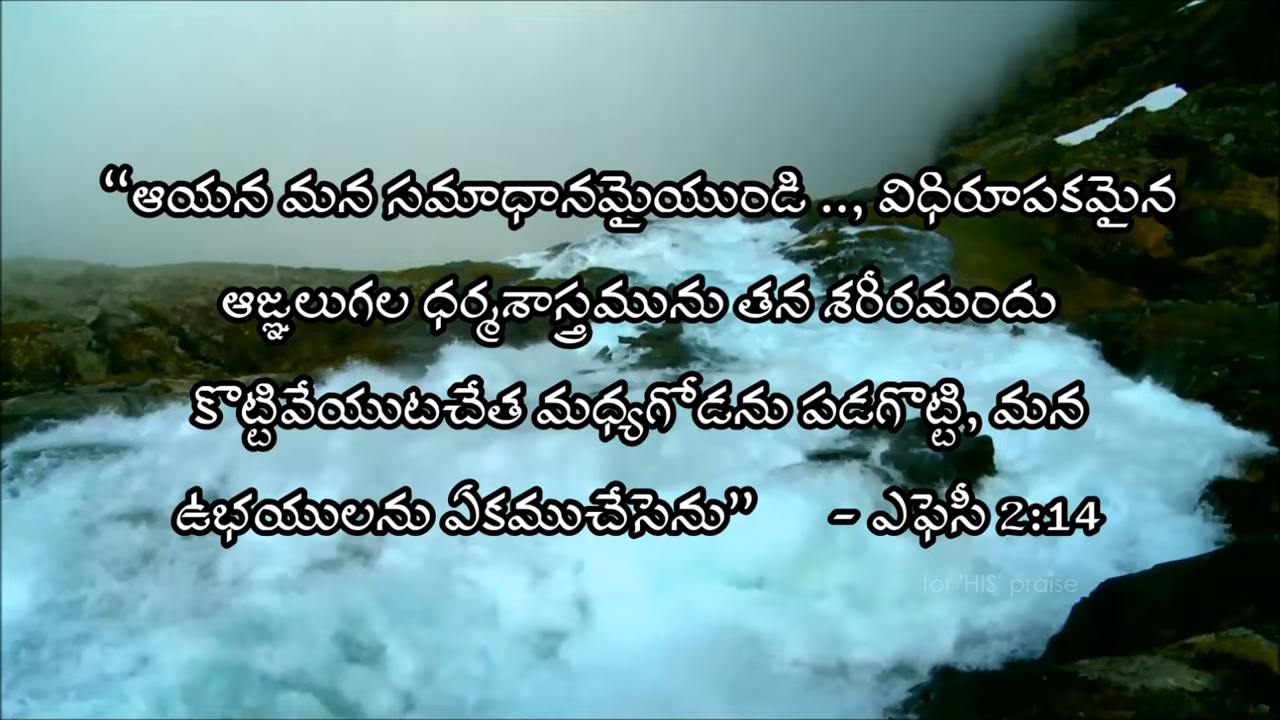 “ఆయన మన సమాధానమైయుండి .., విధిరూపకమైన
ఆజ్ఞలుగల ధర్మశాస్త్రమును తన శరీరమందు
కొట్టివేయుటచేత మధ్యగోడను పడగొట్టి, మన
ఉభయులను ఏకముచేసెను” - ఎఫెసీ 2:14
for 'HIS' praise